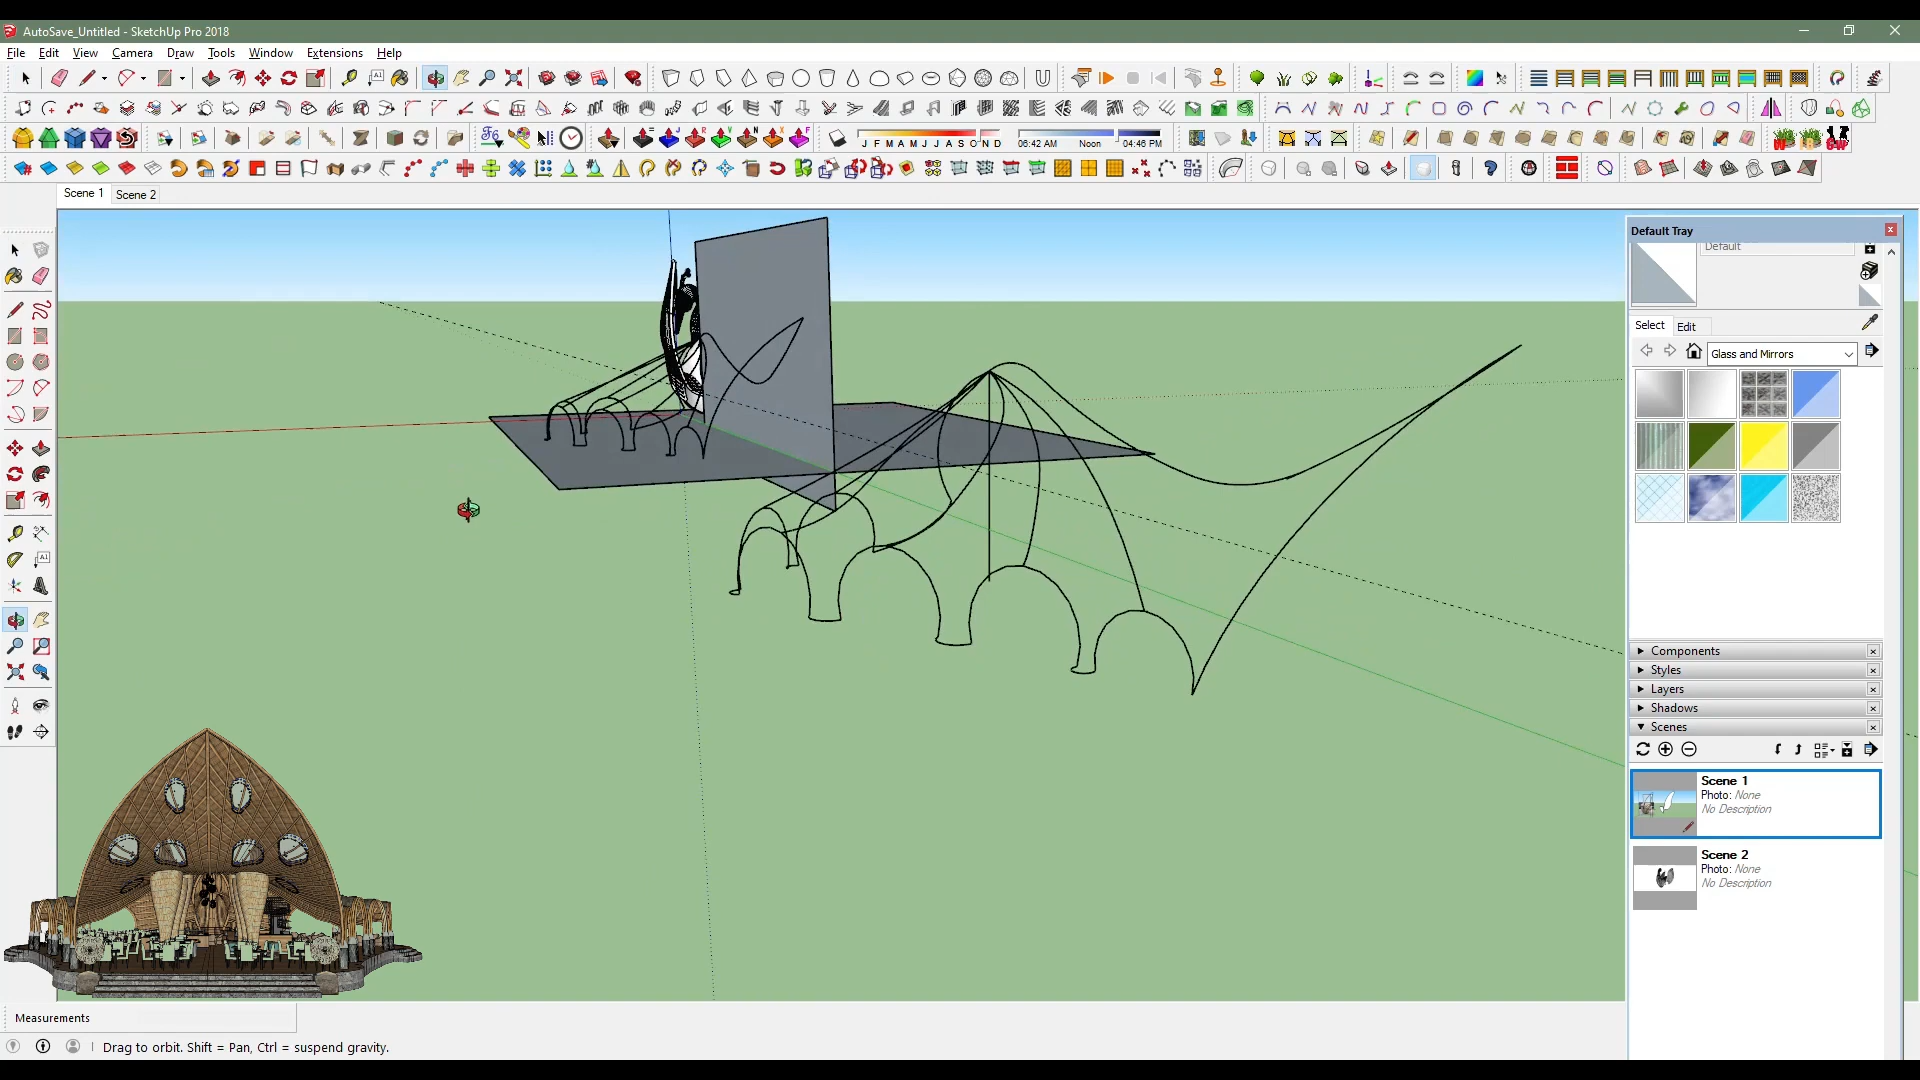 AutoSave_Untitled - SketchUp Pro 2018
File Edit View Camera Draw Tools Window Extensions Help
J F M A M J J A S O N D
06:42 AM Noon 04:46 PM
Scene 1 Scene 2
Default Tray
Default
Select Edit
Glass and Mirrors
Components
Styles
Layers
Shadows
Scenes
Scene 1
Photo: None
No Description
Scene 2
Photo: None
No Description
Measurements
Drag to orbit. Shift = Pan, Ctrl = suspend gravity.